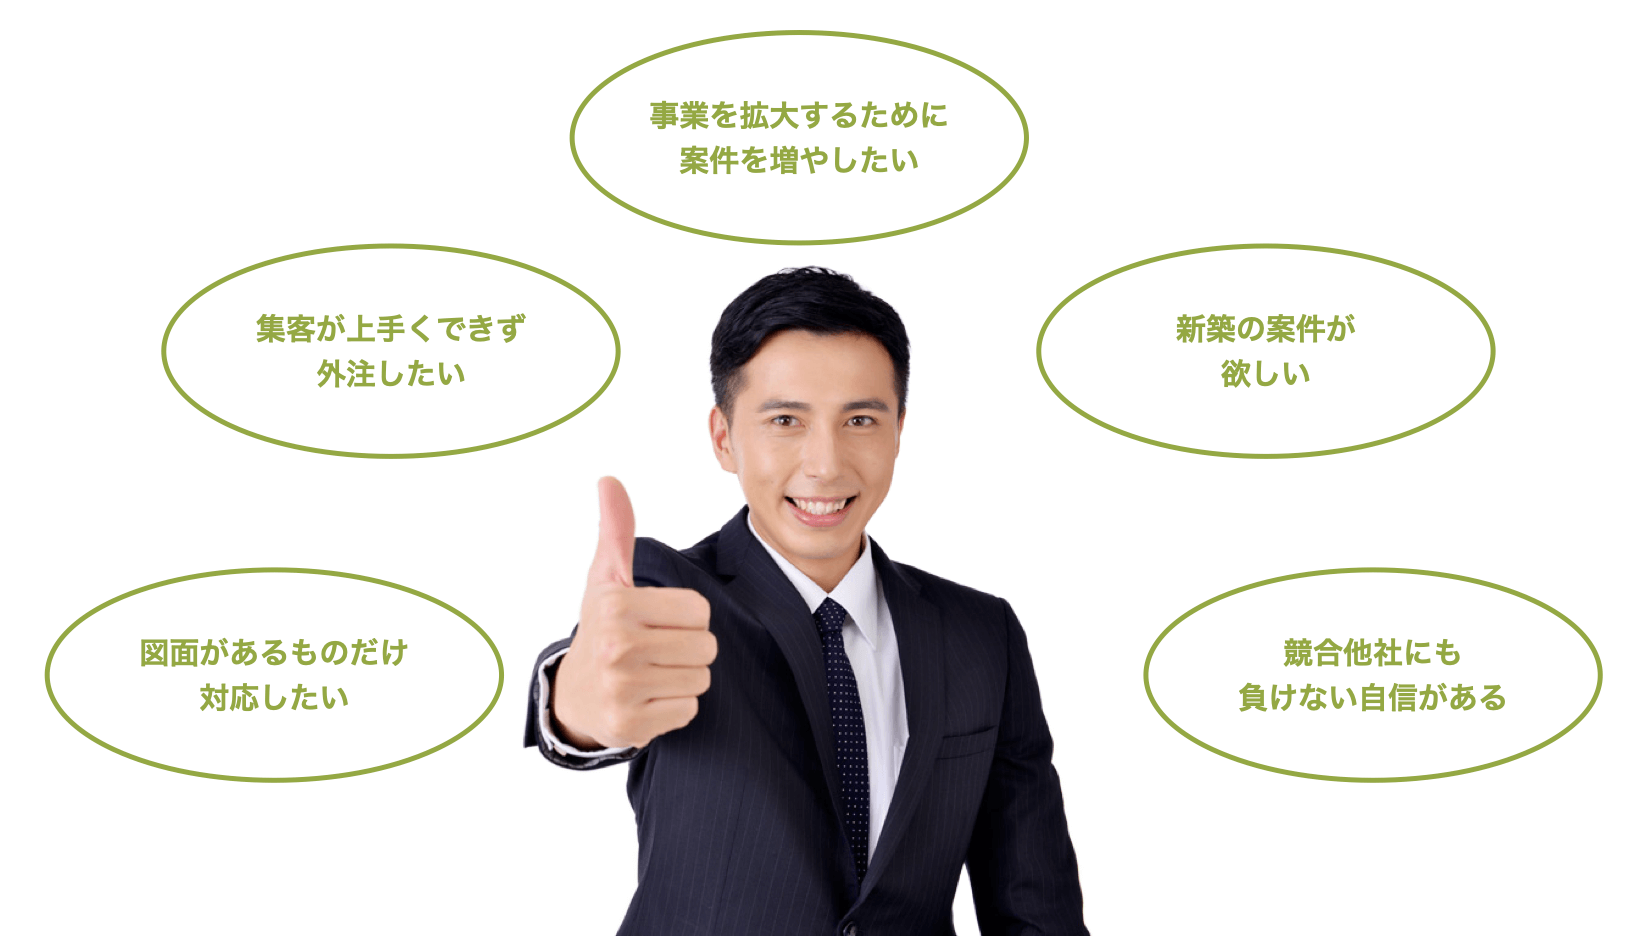 事業を拡大するために
案件を増やしたい
集客が上手くできず
外注したい
新築の案件が
欲しい
図面があるものだけ
対応したい
競合他社にも
負けない自信がある